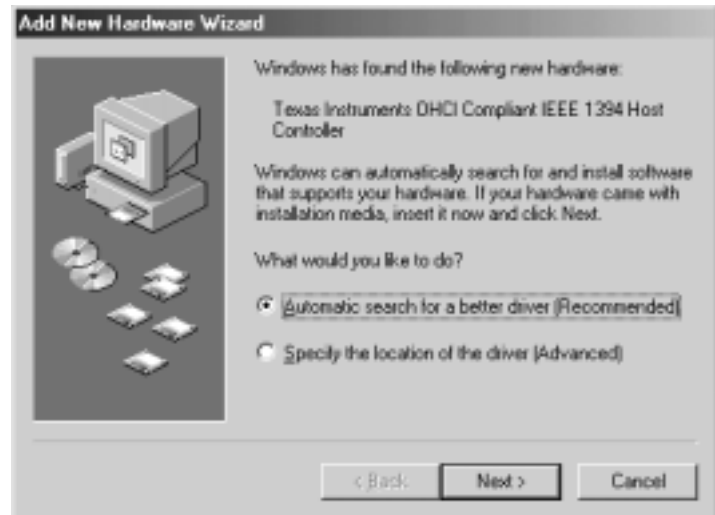 Add New Hardware Wizard
Windows has found the following new hardware:
Texas Instruments OHCI Compliant IEEE 1394 Host
Controller
Windows can automatically search for and install software
that supports your hardware. If your hardware came with
installation media, insert it now and click Next.
What would you like to do?
Automatic search for a better driver (Recommended)
Specify the location of the driver (Advanced)
< Back
Next >
Cancel